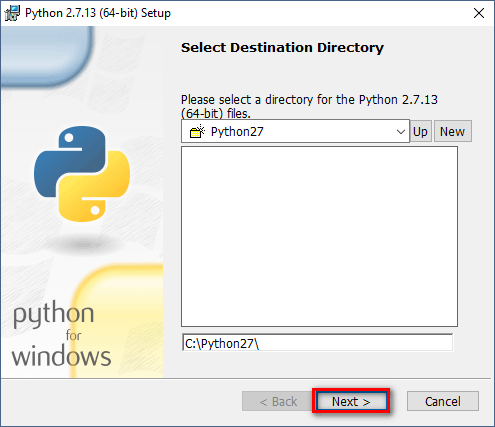 Python 2.7.13 (64-bit) Setup
Select Destination Directory
Please select a directory for the Python 2.7.13
(64-bit) files.
Python27
Up
New
python
for
windows
C:\Python27\
< Back
Next >
Cancel